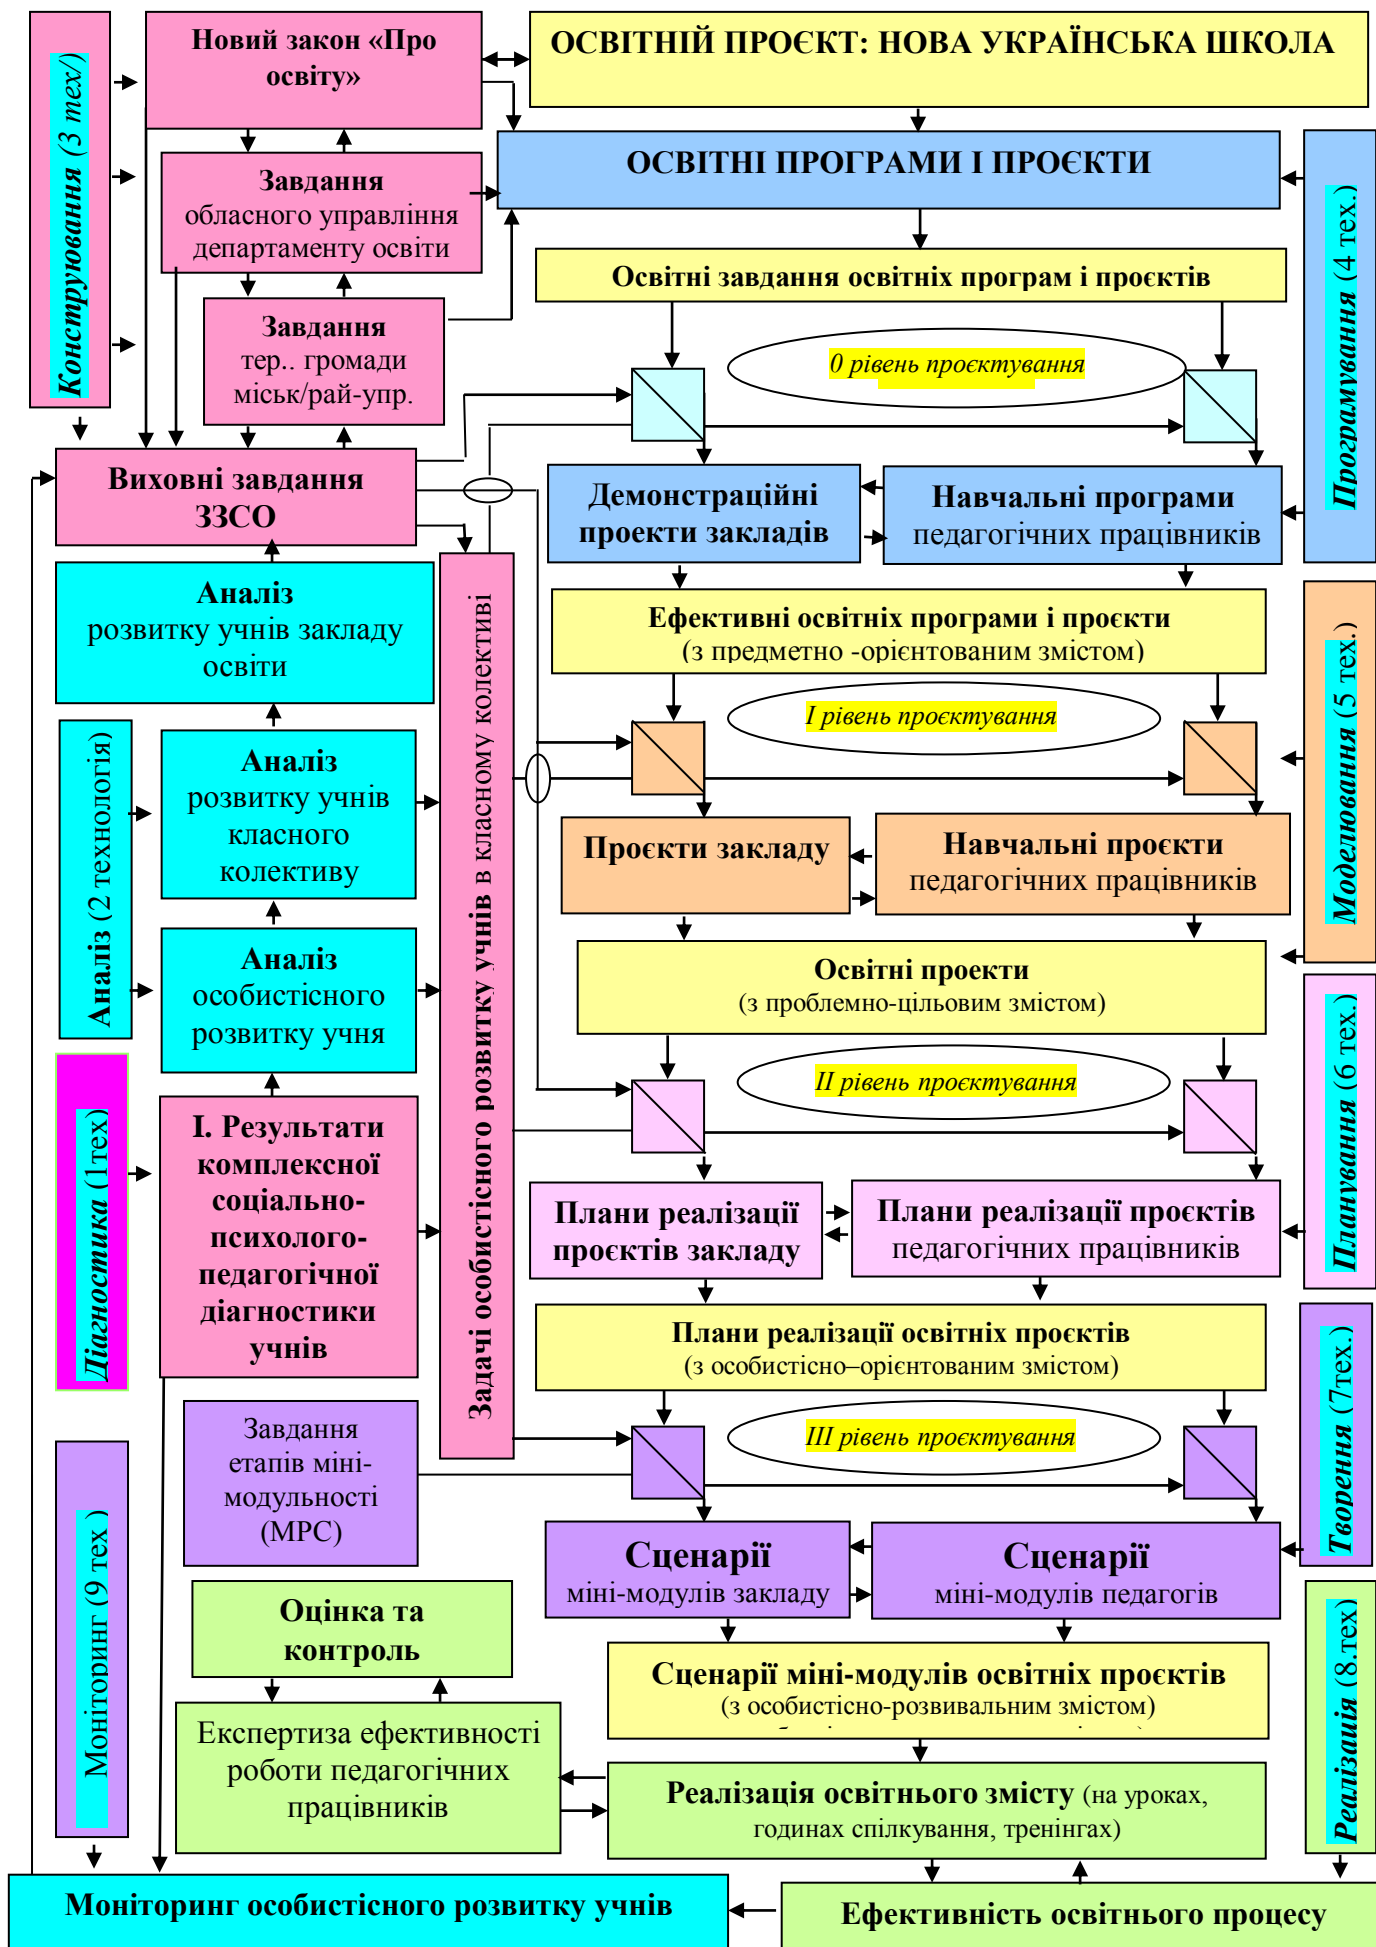 Конструювання (3 тех/)
Новий закон «Про
освіту»
ОСВІТНІЙ ПРОЄКТ: НОВА УКРАЇНСЬКА ШКОЛА
ОСВІТНІ ПРОГРАМИ І ПРОЄКТИ
Програмування (4 тех.)
Завдання
обласного управління
департаменту освіти
Освітні завдання освітніх програм і проєктів
Завдання
тер.. громади
міськ/рай-упр.
0 рівень проєктування
Виховні завдання
ЗЗСО
Демонстраційні
проекти закладів
Навчальні програми
педагогічних працівників
Аналіз
розвитку учнів закладу
освіти
Задачі особистісного розвитку учнів в класному колективі
Ефективні освітніх програми і проєкти
(з предметно -орієнтованим змістом)
Моделювання (5 тех.)
І рівень проєктування
Аналіз (2 технологія)
Аналіз
розвитку учнів
класного
колективу
Проєкти закладу
Навчальні проєкти
педагогічних працівників
Аналіз
особистісного
розвитку учня
Освітні проекти
(з проблемно-цільовим змістом)
Планування (6 тех.)
ІІ рівень проєктування
Діагностика (1тех)
І. Результати
комплексної
соціально-
психолого-
педагогічної
діагностики
учнів
Плани реалізації
проєктів закладу
Плани реалізації проєктів
педагогічних працівників
Плани реалізації освітніх проєктів
(з особистісно–орієнтованим змістом)
Творення (7тех.)
Завдання
етапів міні-
модульності
(МРС)
ІІІ рівень проєктування
Моніторинг (9 тех )
Сценарії
міні-модулів закладу
Сценарії
міні-модулів педагогів
Оцінка та
контроль
Сценарії міні-модулів освітніх проєктів
(з особистісно-розвивальним змістом)
Реалізація (8.тех)
Експертиза ефективності
роботи педагогічних
працівників
Реалізація освітнього змісту (на уроках,
годинах спілкування, тренінгах)
Моніторинг особистісного розвитку учнів
Ефективність освітнього процесу